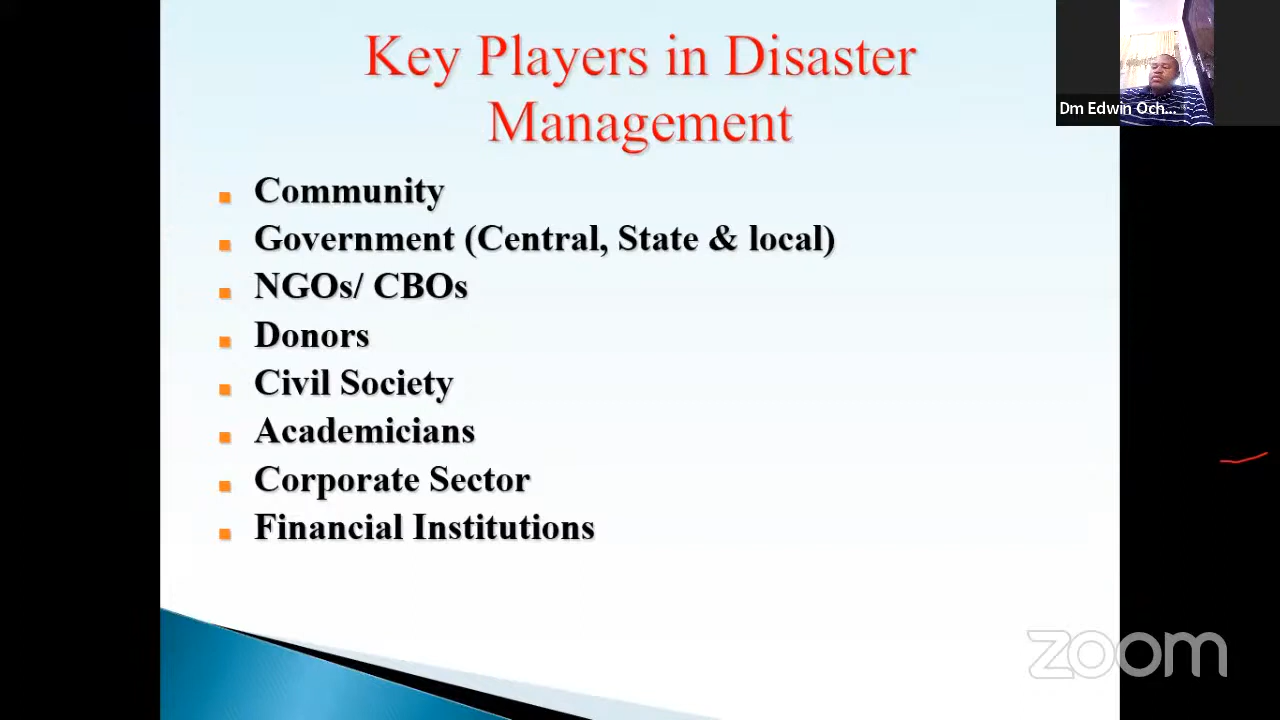 Key Players in Disaster
Management
Community
Government (Central, State & local)
NGOs/ CBOs
Donors
Civil Society
Academicians
Corporate Sector
Financial Institutions
Dm Edwin Och...
zoom